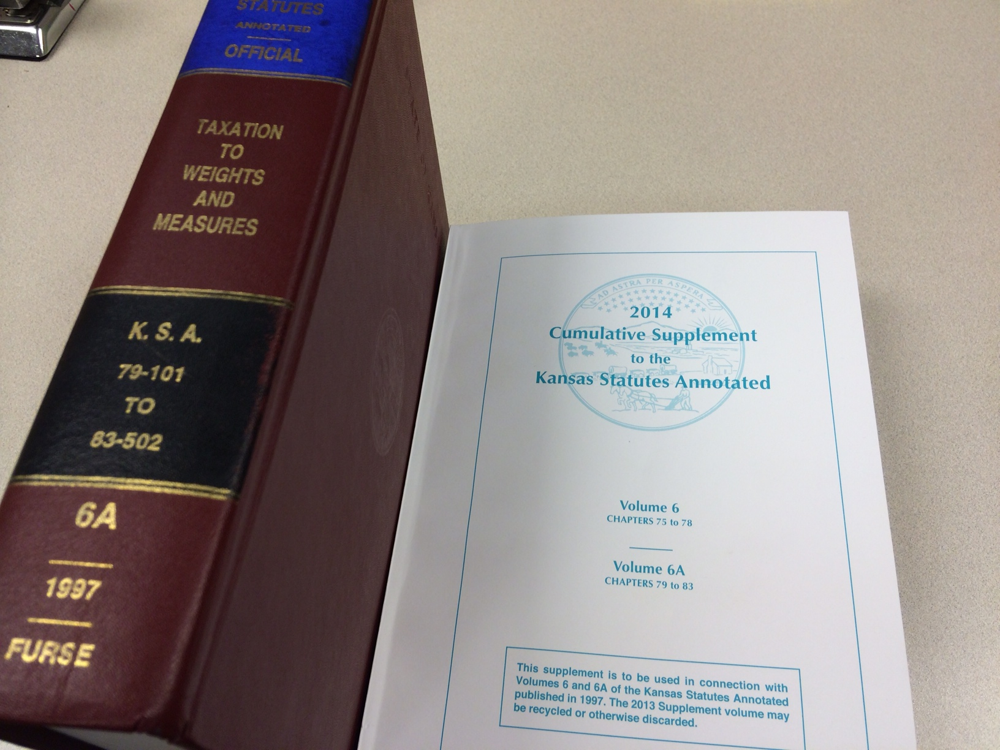 STATUTES
ANNOTATED
OFFICIAL
TAXATION
TO
WEIGHTS
AND
MEASURES
K. S. A.
79-101
TO
83-502
6A
1997
FURSE
AD ASTRA PER ASPERA
2014
Cumulative Supplement
to the
Kansas Statutes Annotated
Volume 6
CHAPTERS 75 to 78
Volume 6A
CHAPTERS 79 to 83
This supplement is to be used in connection with
Volumes 6 and 6A of the Kansas Statutes Annotated
published in 1997. The 2013 Supplement volume may
be recycled or otherwise discarded.